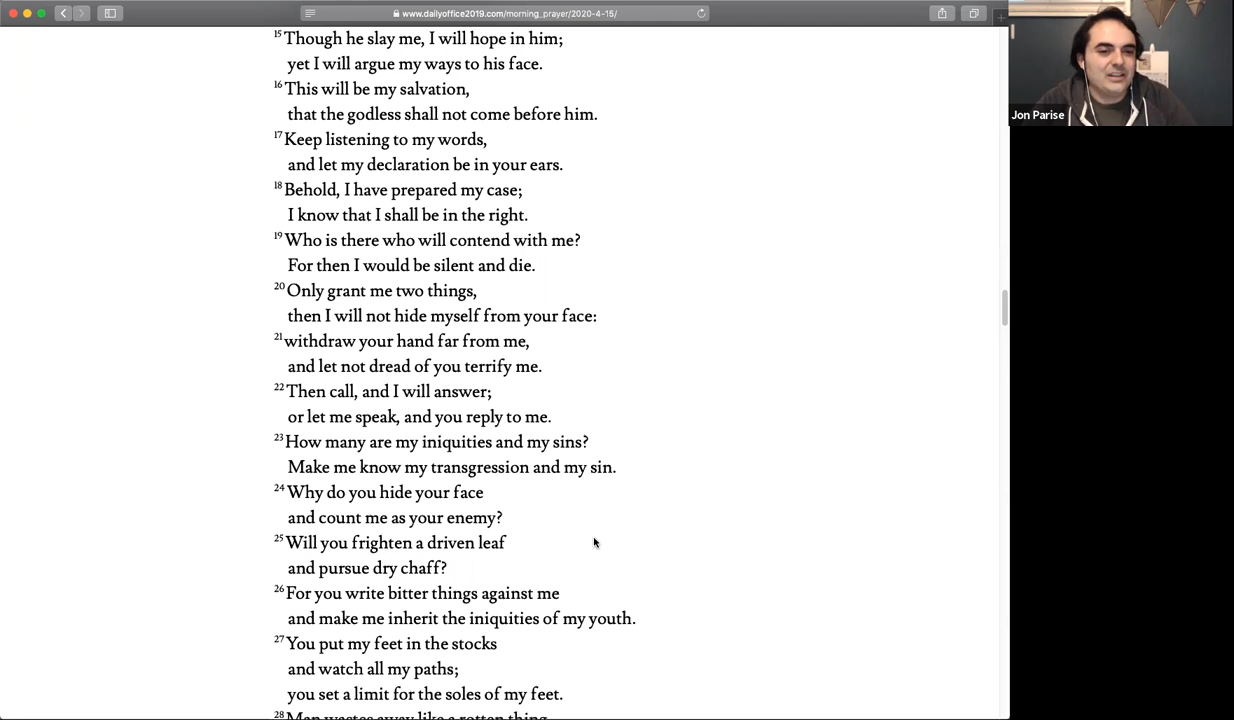 www.dailyoffice2019.com/morning_prayer/2020-4-15/
15 Though he slay me, I will hope in him;
yet I will argue my ways to his face.
16 This will be my salvation,
that the godless shall not come before him.
17 Keep listening to my words,
and let my declaration be in your ears.
18 Behold, I have prepared my case;
I know that I shall be in the right.
19 Who is there who will contend with me?
For then I would be silent and die.
20 Only grant me two things,
then I will not hide myself from your face:
21 withdraw your hand far from me,
and let not dread of you terrify me.
22 Then call, and I will answer;
or let me speak, and you reply to me.
23 How many are my iniquities and my sins?
Make me know my transgression and my sin.
24 Why do you hide your face
and count me as your enemy?
25 Will you frighten a driven leaf
and pursue dry chaff?
26 For you write bitter things against me
and make me inherit the iniquities of my youth.
27 You put my feet in the stocks
and watch all my paths;
you set a limit for the soles of my feet.
28 Man wastes away like a rotten thing
Jon Parise